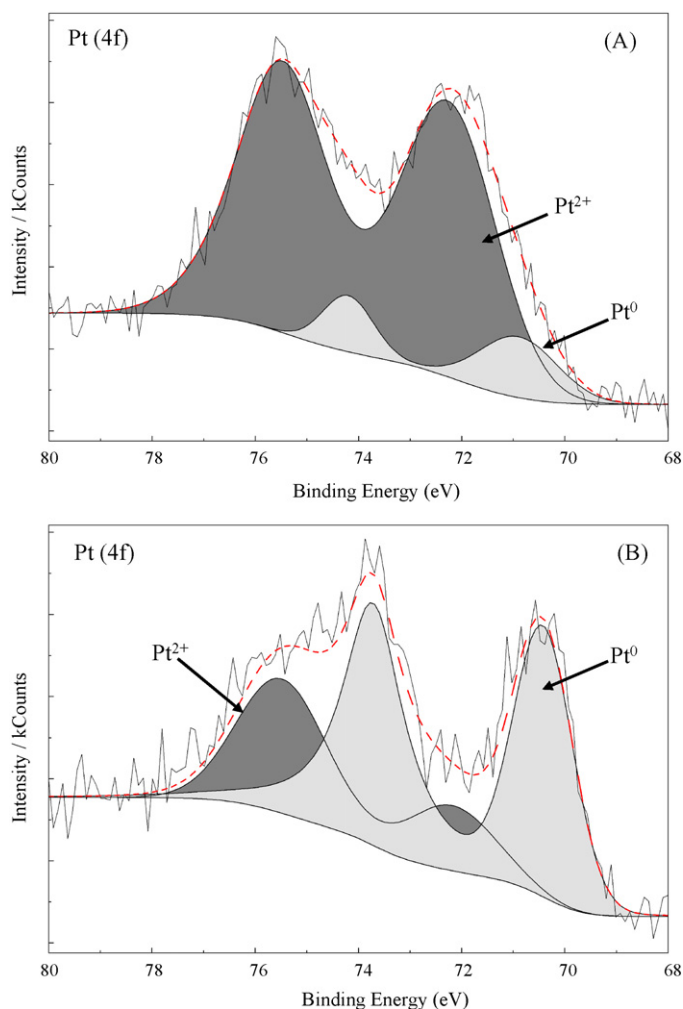 Pt (4f)
(A)
Pt²⁺
Pt⁰
Intensity / kCounts
80 78 76 74 72 70 68
Binding Energy (eV)
Pt (4f)
(B)
Pt²⁺
Pt⁰
Intensity / kCounts
80 78 76 74 72 70 68
Binding Energy (eV)